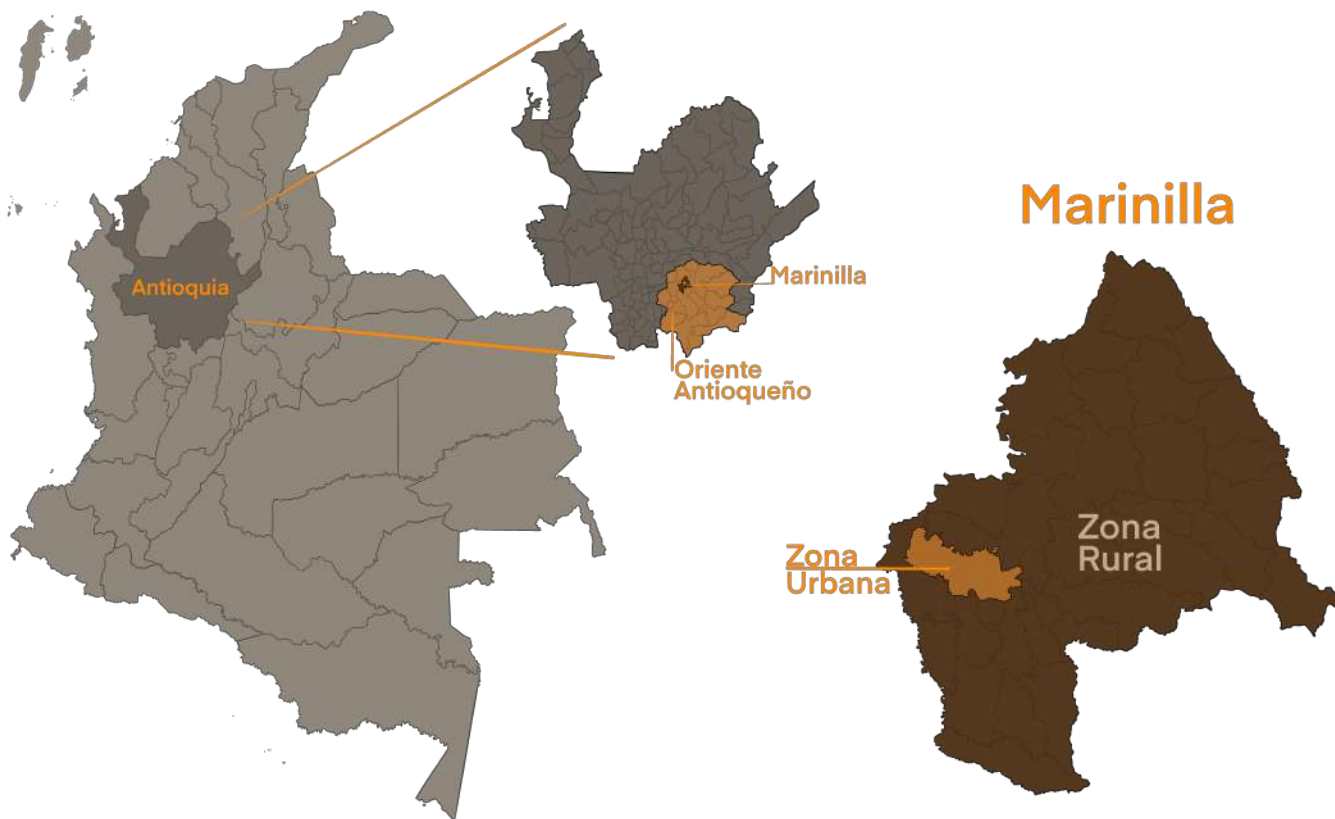 Antioquia
Marinilla
Oriente
Antioqueño
Marinilla
Zona
Urbana
Zona
Rural